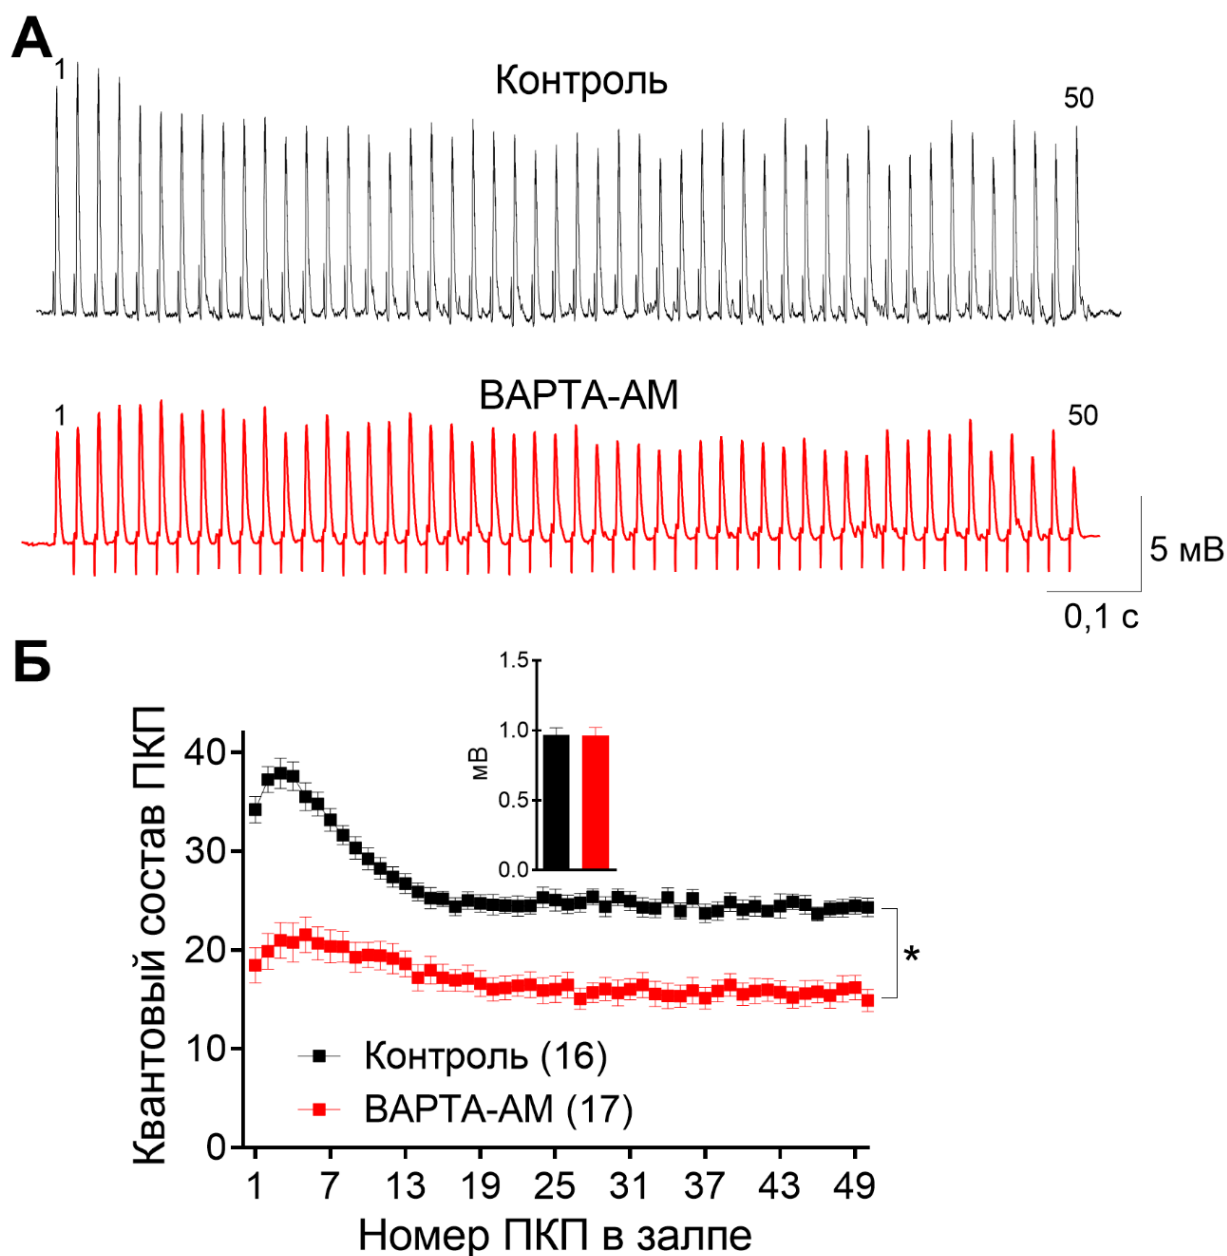 А
1
Контроль
50
BAPTA-AM
1
50
5 мВ
0,1 с
Б
Квантовый состав ПКП
40
30
20
10
0
мВ
1.5
1.0
0.5
0.0
*
Контроль (16)
BAPTA-AM (17)
1 7 13 19 25 31 37 43 49
Номер ПКП в залпе